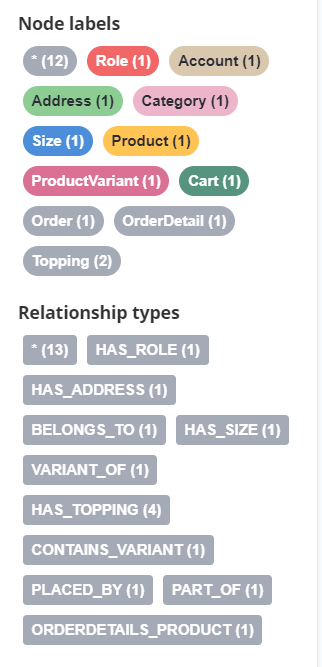 Node labels
* (12) Role (1) Account (1)
Address (1) Category (1)
Size (1) Product (1)
ProductVariant (1) Cart (1)
Order (1) OrderDetail (1)
Topping (2)
Relationship types
* (13) HAS_ROLE (1)
HAS_ADDRESS (1)
BELONGS_TO (1) HAS_SIZE (1)
VARIANT_OF (1)
HAS_TOPPING (4)
CONTAINS_VARIANT (1)
PLACED_BY (1) PART_OF (1)
ORDERDETAILS_PRODUCT (1)